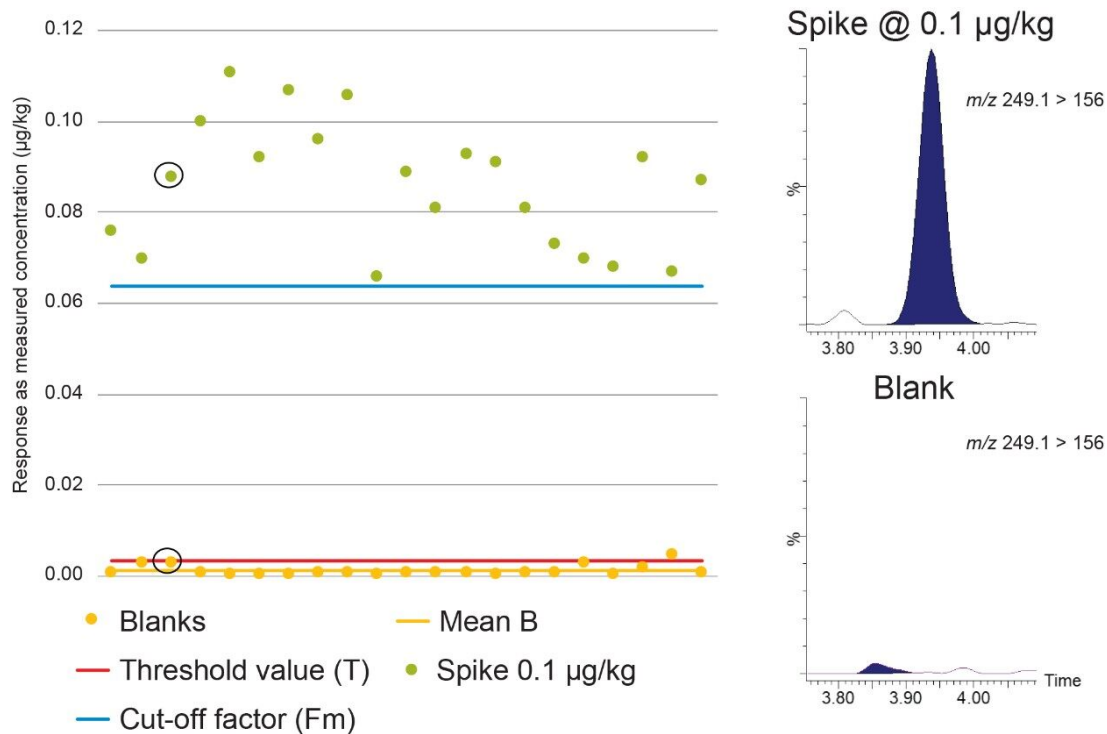 Response as measured concentration (µg/kg)
0.12
0.10
0.08
0.06
0.04
0.02
0.00
Blanks
Mean B
Threshold value (T)
Spike 0.1 µg/kg
Cut-off factor (Fm)
Spike @ 0.1 µg/kg
m/z 249.1 > 156
%
3.80 3.90 4.00
Blank
m/z 249.1 > 156
%
3.80 3.90 4.00
Time